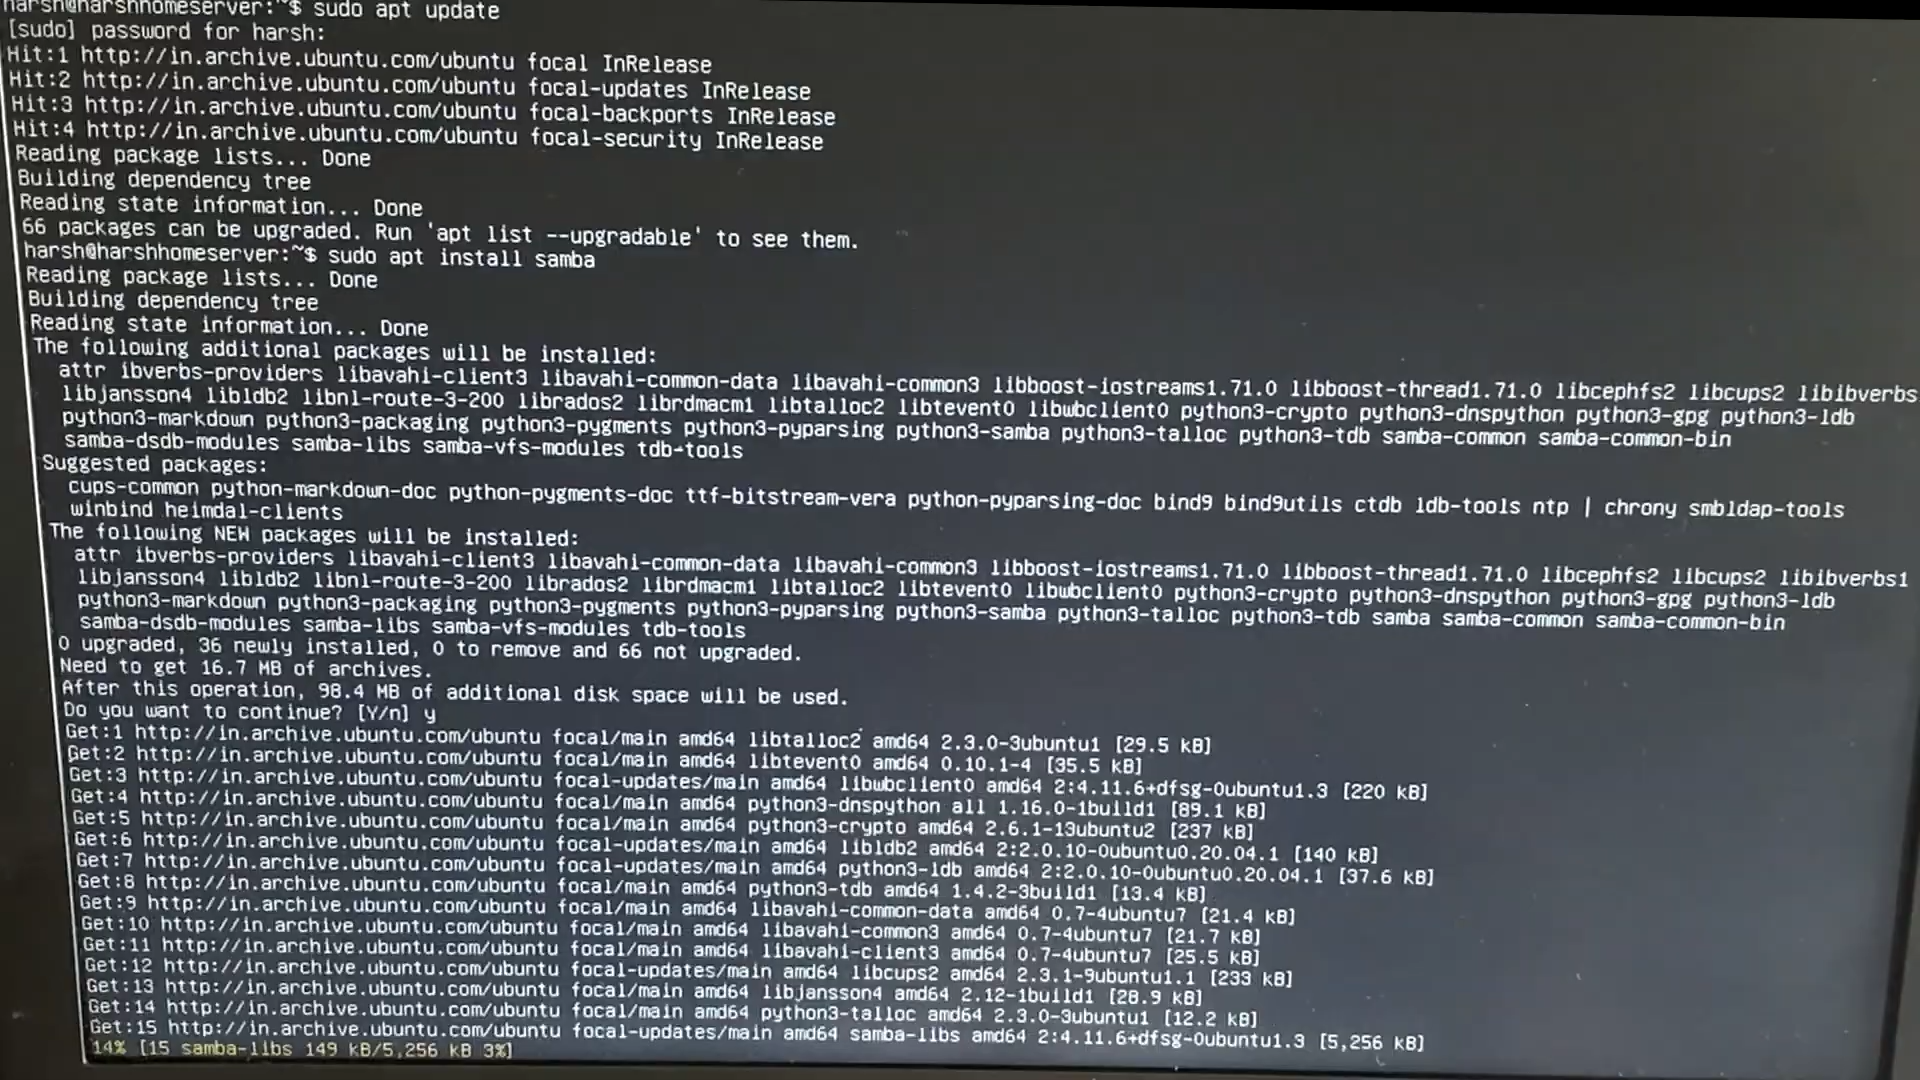 harsh@harshhomeserver:~$ sudo apt update
[sudo] password for harsh:
Hit:1 http://in.archive.ubuntu.com/ubuntu focal InRelease
Hit:2 http://in.archive.ubuntu.com/ubuntu focal-updates InRelease
Hit:3 http://in.archive.ubuntu.com/ubuntu focal-backports InRelease
Hit:4 http://in.archive.ubuntu.com/ubuntu focal-security InRelease
Reading package lists... Done
Building dependency tree
Reading state information... Done
66 packages can be upgraded. Run 'apt list --upgradable' to see them.
harsh@harshhomeserver:~$ sudo apt install samba
Reading package lists... Done
Building dependency tree
Reading state information... Done
The following additional packages will be installed:
attr ibverbs-providers libavahi-client3 libavahi-common-data libavahi-common3 libboost-iostreams1.71.0 libboost-thread1.71.0 libcephfs2 libcups2 libibverbs
libjansson4 libldb2 libnl-route-3-200 librados2 librdmacm1 libtalloc2 libtevent0 libwbclient0 python3-crypto python3-dnspython python3-gpg python3-ldb
python3-markdown python3-packaging python3-pygments python3-pyparsing python3-samba python3-talloc python3-tdb samba-common samba-common-bin
samba-dsdb-modules samba-libs samba-vfs-modules tdb-tools
Suggested packages:
cups-common python-markdown-doc python-pygments-doc ttf-bitstream-vera python-pyparsing-doc bind9 bind9utils ctdb ldb-tools ntp | chrony smbldap-tools
winbind heimdal-clients
The following NEW packages will be installed:
attr ibverbs-providers libavahi-client3 libavahi-common-data libavahi-common3 libboost-iostreams1.71.0 libboost-thread1.71.0 libcephfs2 libcups2 libibverbs1
libjansson4 libldb2 libnl-route-3-200 librados2 librdmacm1 libtalloc2 libtevent0 libwbclient0 python3-crypto python3-dnspython python3-gpg python3-ldb
python3-markdown python3-packaging python3-pygments python3-pyparsing python3-samba python3-talloc python3-tdb samba samba-common samba-common-bin
samba-dsdb-modules samba-libs samba-vfs-modules tdb-tools
0 upgraded, 36 newly installed, 0 to remove and 66 not upgraded.
Need to get 16.7 MB of archives.
After this operation, 98.4 MB of additional disk space will be used.
Do you want to continue? [Y/n] y
Get:1 http://in.archive.ubuntu.com/ubuntu focal/main amd64 libtalloc2 amd64 2.3.0-3ubuntu1 [29.5 kB]
Get:2 http://in.archive.ubuntu.com/ubuntu focal/main amd64 libtevent0 amd64 0.10.1-4 [35.5 kB]
Get:3 http://in.archive.ubuntu.com/ubuntu focal-updates/main amd64 libwbclient0 amd64 2:4.11.6+dfsg-0ubuntu1.3 [220 kB]
Get:4 http://in.archive.ubuntu.com/ubuntu focal/main amd64 python3-dnspython all 1.16.0-1build1 [89.1 kB]
Get:5 http://in.archive.ubuntu.com/ubuntu focal/main amd64 python3-crypto amd64 2.6.1-13ubuntu2 [237 kB]
Get:6 http://in.archive.ubuntu.com/ubuntu focal-updates/main amd64 libldb2 amd64 2:2.0.10-0ubuntu0.20.04.1 [140 kB]
Get:7 http://in.archive.ubuntu.com/ubuntu focal-updates/main amd64 python3-ldb amd64 2:2.0.10-0ubuntu0.20.04.1 [37.6 kB]
Get:8 http://in.archive.ubuntu.com/ubuntu focal/main amd64 python3-tdb amd64 1.4.2-3build1 [13.4 kB]
Get:9 http://in.archive.ubuntu.com/ubuntu focal/main amd64 libavahi-common-data amd64 0.7-4ubuntu7 [21.4 kB]
Get:10 http://in.archive.ubuntu.com/ubuntu focal/main amd64 libavahi-common3 amd64 0.7-4ubuntu7 [21.7 kB]
Get:11 http://in.archive.ubuntu.com/ubuntu focal/main amd64 libavahi-client3 amd64 0.7-4ubuntu7 [25.5 kB]
Get:12 http://in.archive.ubuntu.com/ubuntu focal-updates/main amd64 libcups2 amd64 2.3.1-9ubuntu1.1 [233 kB]
Get:13 http://in.archive.ubuntu.com/ubuntu focal/main amd64 libjansson4 amd64 2.12-1build1 [28.9 kB]
Get:14 http://in.archive.ubuntu.com/ubuntu focal/main amd64 python3-talloc amd64 2.3.0-3ubuntu1 [12.2 kB]
Get:15 http://in.archive.ubuntu.com/ubuntu focal-updates/main amd64 samba-libs amd64 2:4.11.6+dfsg-0ubuntu1.3 [5,256 kB]
14% [15 samba-libs 149 kB/5,256 kB 3%]